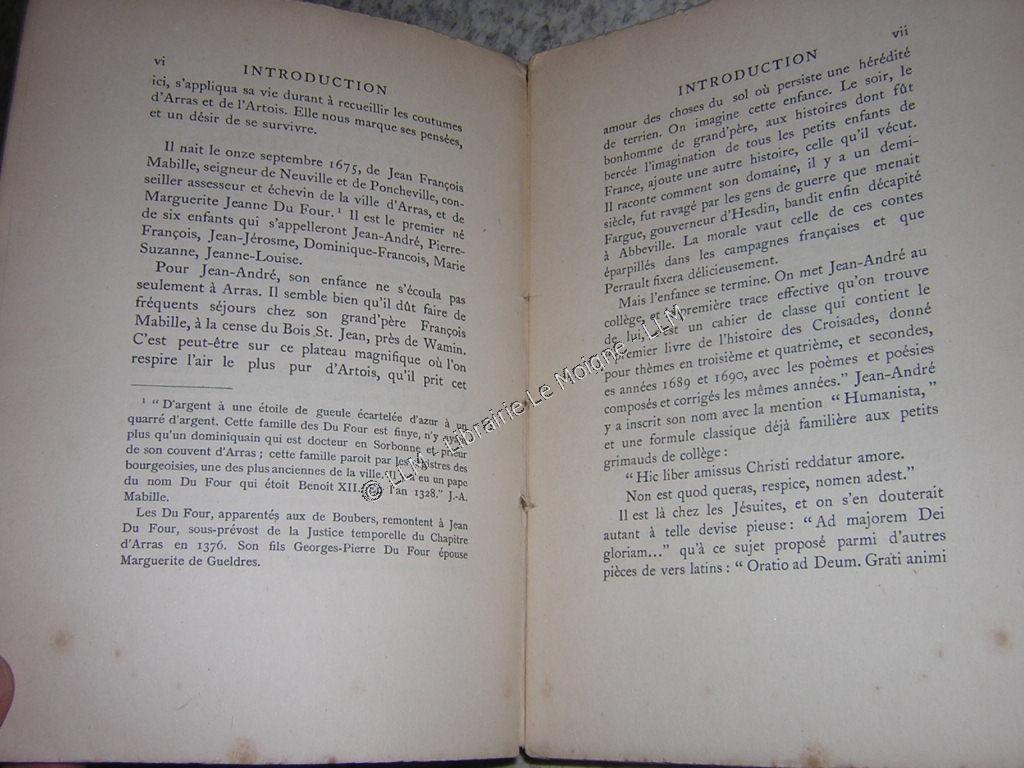 vi
INTRODUCTION
ici, s'appliqua sa vie durant à recueillir les coutumes
d'Arras et de l'Artois. Elle nous marque ses pensées,
et un désir de se survivre.
Il nait le onze septembre 1675, de Jean François
Mabille, seigneur de Neuville et de Poncheville, con-
seiller assesseur et échevin de la ville d'Arras, et de
Marguerite Jeanne Du Four. ¹ Il est le premier né
de six enfants qui s'appelleront Jean-André, Pierre-
François, Jean-Jérosme, Dominique-Francois, Marie
Suzanne, Jeanne-Louise.
Pour Jean-André, son enfance ne s'écoula pas
seulement à Arras. Il semble bien qu'il dût faire de
fréquents séjours chez son grand'père François
Mabille, à la cense du Bois St. Jean, près de Wamin.
C'est peut-être sur ce plateau magnifique où l'on
respire l'air le plus pur d'Artois, qu'il prit cet
¹ “ D'argent à une étoile de gueule écartelée d'azur à un
quarré d'argent. Cette famille des Du Four est finye, n'y
plus qu'un dominiquain qui est docteur en Sorbonne et prieur
de son couvent d'Arras ; cette famille paroit par les registres des
bourgeoisies, une des plus anciennes de la ville. Il y a eu un pape
du nom Du Four qui étoit Benoit XII. l'an 1328.” J.-A.
Mabille.
Les Du Four, apparentés aux de Boubers, remontent à Jean
Du Four, sous-prévost de la Justice temporelle du Chapitre
d'Arras en 1376. Son fils Georges-Pierre Du Four épouse
Marguerite de Gueldres.
vii
INTRODUCTION
amour des choses du sol où persiste une hérédité
de terrien. On imagine cette enfance. Le soir, le
bonhomme de grand'père, aux histoires dont fût
bercée l'imagination de tous les petits enfants de
France, ajoute une autre histoire, celle qu'il vécut.
Il raconte comment son domaine, il y a un demi-
siècle, fut ravagé par les gens de guerre que menait
Fargue, gouverneur d'Hesdin, bandit enfin décapité
à Abbeville. La morale vaut celle de ces contes
éparpillés dans les campagnes françaises et que
Perrault fixera délicieusement.
Mais l'enfance se termine. On met Jean-André au
collège, et la première trace effective qu'on trouve
de lui, est un cahier de classe qui contient le
“ premier livre de l'histoire des Croisades, donné
pour thèmes en troisième et quatrième, et secondes,
es années 1689 et 1690, avec les poèmes et poésies
composés et corrigés les mêmes années.” Jean-André
y a inscrit son nom avec la mention “ Humanista, ”
et une formule classique déjà familière aux petits
grimauds de collège :
“ Hic liber amissus Christi reddatur amore.
Non est quod queras, respice, nomen adest.”
Il est là chez les Jésuites, et on s'en douterait
autant à telle devise pieuse : “ Ad majorem Dei
gloriam...” qu'à ce sujet proposé parmi d'autres
pièces de vers latins : “ Oratio ad Deum. Grati animi
© LLM - Librairie Le Moigne - LLM